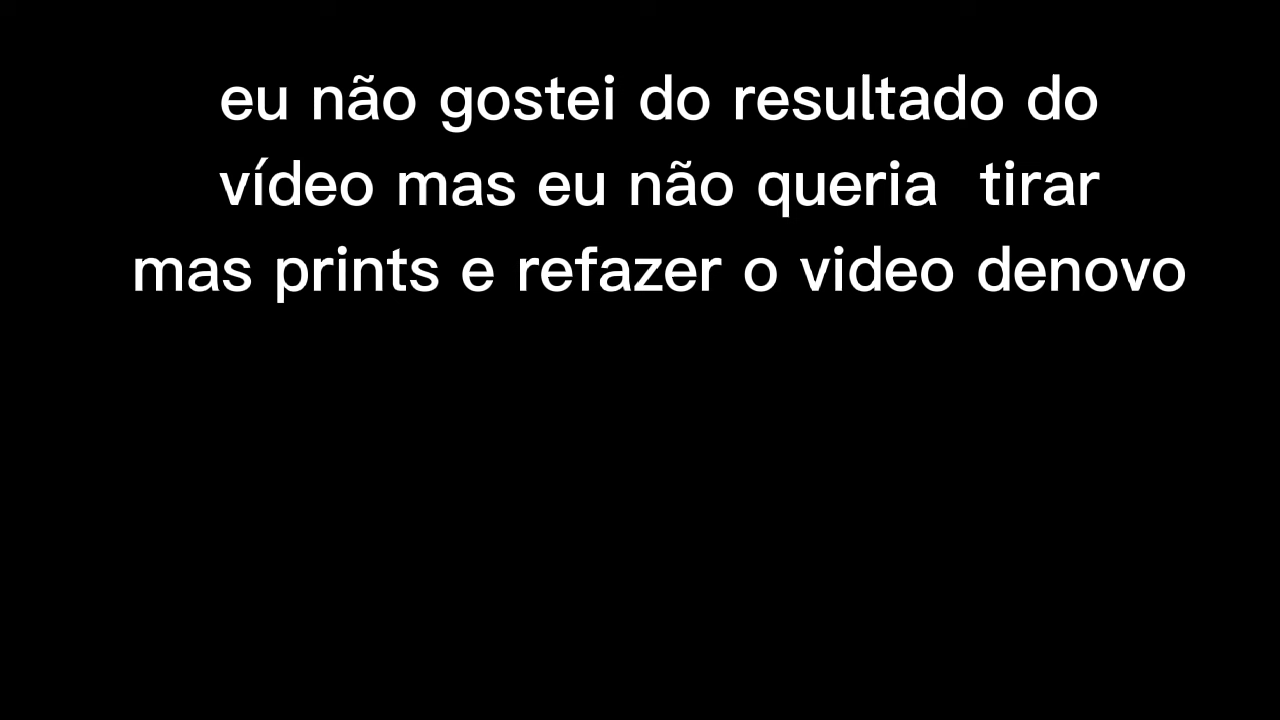 eu não gostei do resultado do
vídeo mas eu não queria  tirar
mas prints e refazer o video denovo